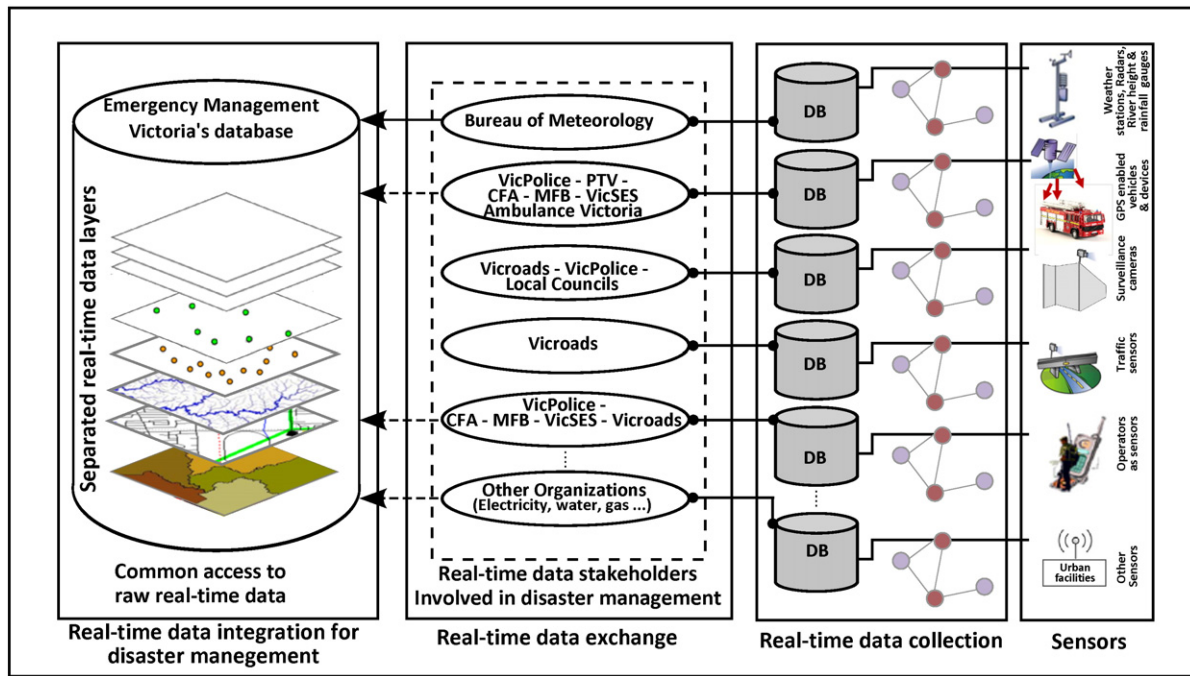 Emergency Management
Victoria's database
Separated real-time data layers
Common access to
raw real-time data
Real-time data integration for
disaster manegement
Bureau of Meteorology
VicPolice - PTV -
CFA - MFB - VicSES
Ambulance Victoria
Vicroads - VicPolice -
Local Councils
Vicroads
VicPolice -
CFA - MFB - VicSES - Vicroads
Other Organizations
(Electricity, water, gas ...)
Real-time data stakeholders
Involved in disaster management
Real-time data exchange
DB
DB
DB
DB
DB
DB
Real-time data collection
Weather
stations, Radars,
River height &
rainfall gauges
GPS enabled
vehicles
& devices
Surveillance
cameras
Traffic
sensors
Operators
as sensors
Urban
facilities
Other
Sensors
Sensors